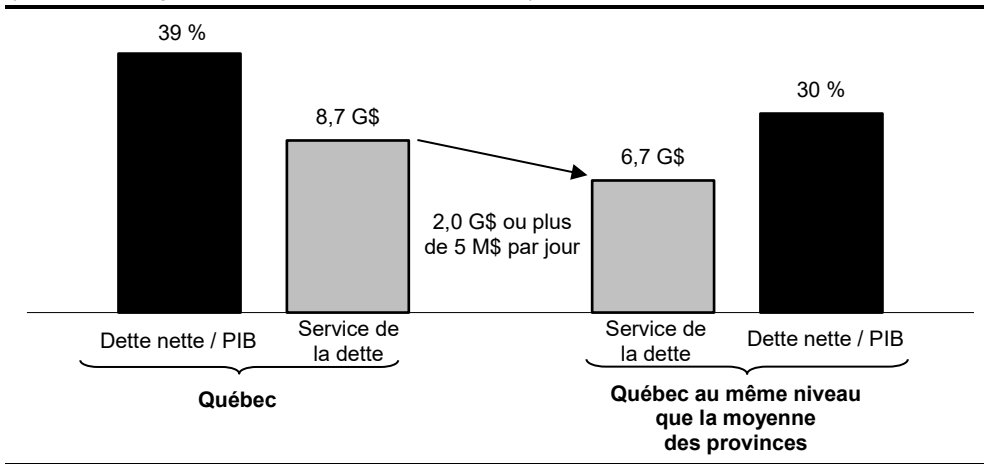 39 %
8,7 G$
30 %
6,7 G$
2,0 G$ ou plus
de 5 M$ par jour
Dette nette / PIB
Service de
la dette
Service de
la dette
Dette nette / PIB
Québec
Québec au même niveau
que la moyenne
des provinces